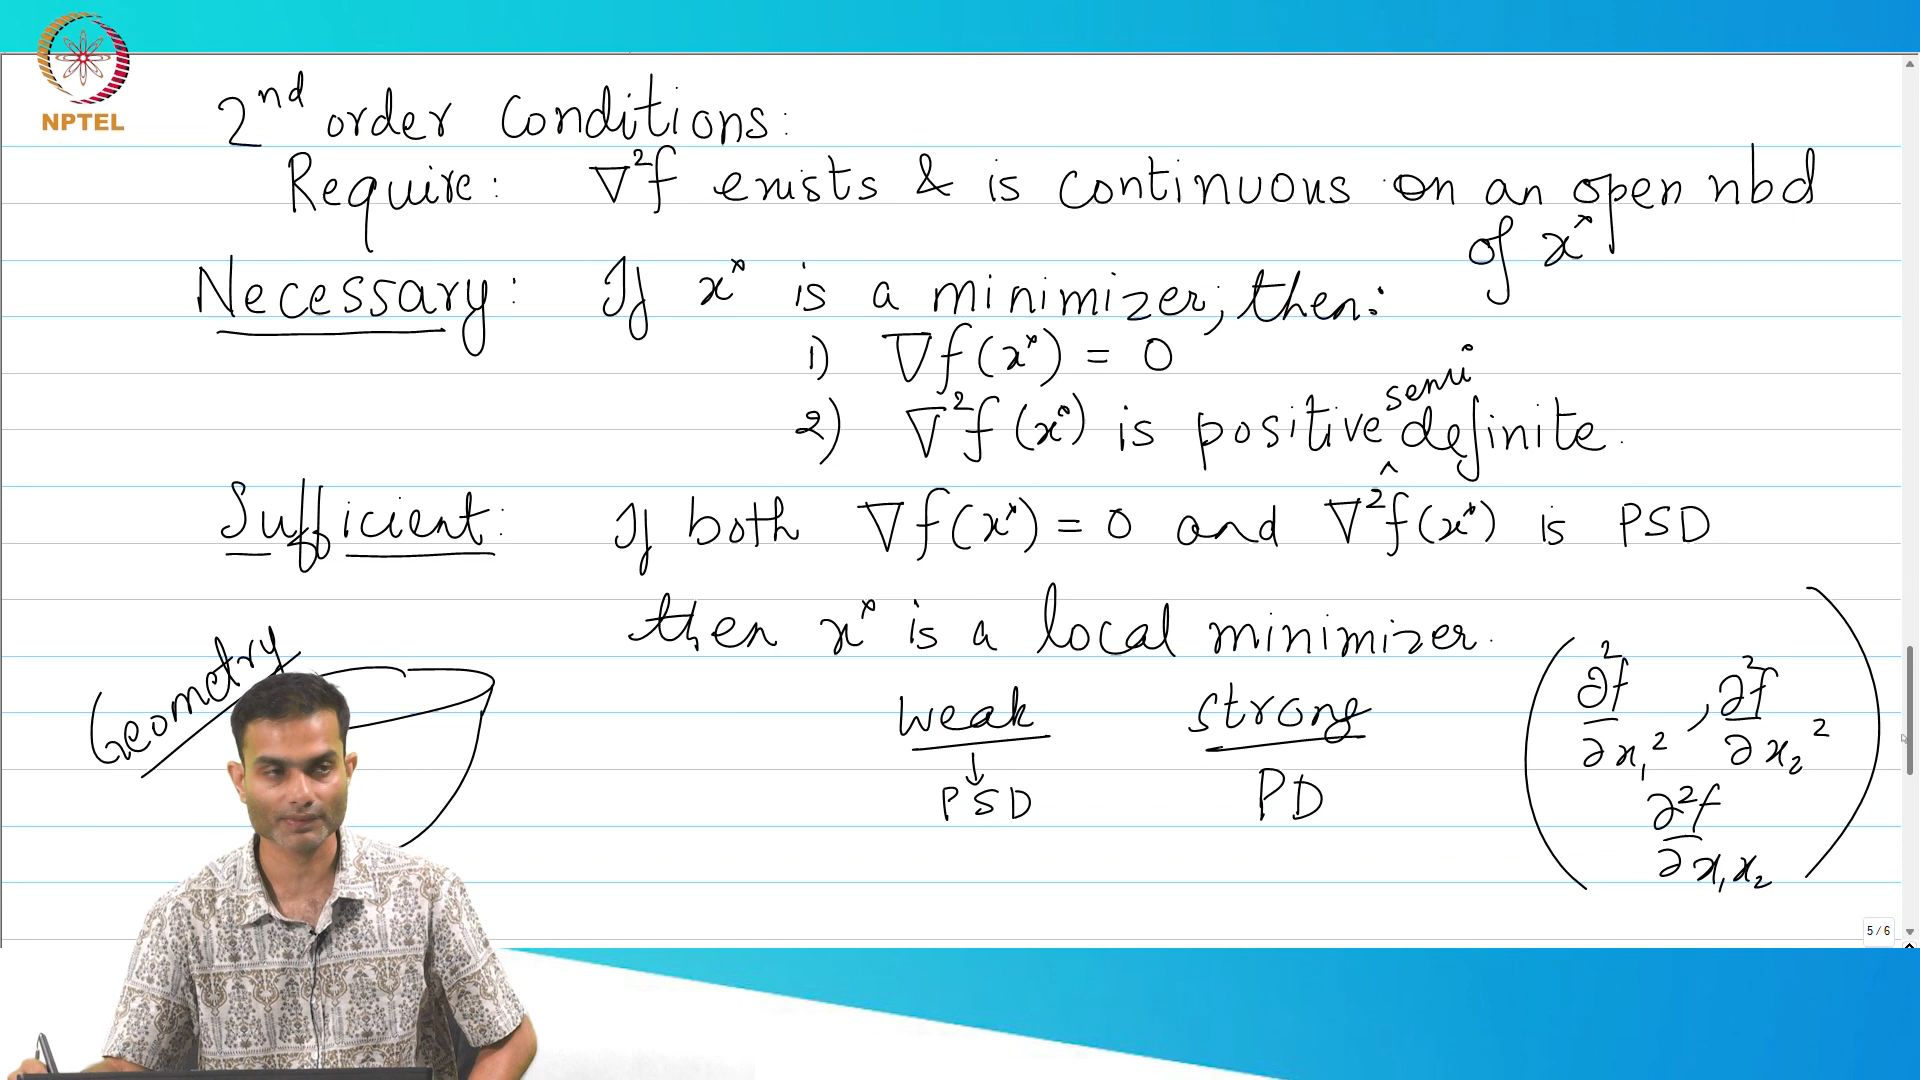 NPTEL
2nd order conditions:
Require: ∇²f exists & is continuous on an open nbd
of x*
Necessary: If x* is a minimizer, then:
1) ∇f(x*) = 0
semi
2) ∇²f(x*) is positive ^ definite.
Sufficient: If both ∇f(x*) = 0 and ∇²f(x*) is PSD
then x* is a local minimizer.
Geometry
weak strong
↓
PSD PD
∂²f/∂x₁², ∂²f/∂x₂²
∂²f/∂x₁x₂
5 / 6